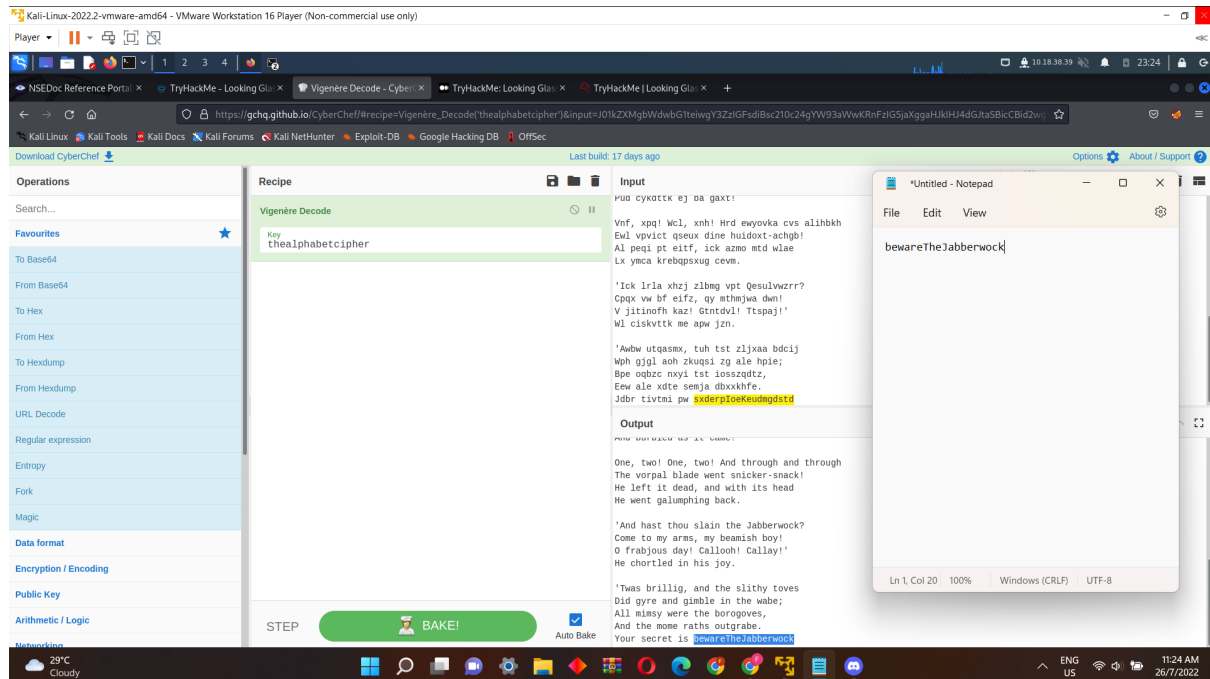 Kali-Linux-2022.2-vmware-amd64 - VMware Workstation 16 Player (Non-commercial use only)
Player
1 2 3 4
10.18.38.39
23:24
NSEDoc Reference Portal
TryHackMe - Looking Glas
Vigenère Decode - CyberC
TryHackMe: Looking Glas
TryHackMe | Looking Glas
Kali Linux Kali Tools Kali Docs Kali Forums Kali NetHunter Exploit-DB Google Hacking DB OffSec
Download CyberChef
Last build: 17 days ago
Options About / Support
Operations
Search...
Favourites
To Base64
From Base64
To Hex
From Hex
To Hexdump
From Hexdump
URL Decode
Regular expression
Entropy
Fork
Magic
Data format
Encryption / Encoding
Public Key
Arithmetic / Logic
Networking
Recipe
Vigenère Decode
Key
thealphabetcipher
STEP
BAKE!
Auto Bake
Input
Pud cykdttk ej ba gaxt!
Vnf, xpq! Wcl, xnh! Hrd ewyovka cvs alihbkh
Ewl vpvict qseux dine huidoxt-achgb!
Al peqi pt eitf, ick azmo mtd wlae
Lx ymca krebqpsxug cevm.
'Ick lrla xhzj zlbmg vpt Qesulvwzrr?
Cpqx vw bf eifz, qy mthmjwa dwn!
V jitinofh kaz! Gtntdvl! Ttspaj!'
Wl ciskvttk me apw jzn.
'Awbw utqasmx, tuh tst zljxaa bdcij
Wph gjgl aoh zkuqsi zg ale hpie;
Bpe oqbzc nxyi tst iosszqdtz,
Eew ale xdte semja dbxxkhfe.
Jdbr tivtmi pw sxderpIoeKeudmgdstd
Output
And burbled as it came!
One, two! One, two! And through and through
The vorpal blade went snicker-snack!
He left it dead, and with its head
He went galumphing back.
'And hast thou slain the Jabberwock?
Come to my arms, my beamish boy!
O frabjous day! Callooh! Callay!'
He chortled in his joy.
'Twas brillig, and the slithy toves
Did gyre and gimble in the wabe;
All mimsy were the borogoves,
And the mome raths outgrabe.
Your secret is bewareTheJabberwock
*Untitled - Notepad
File Edit View
bewareTheJabberwock
Ln 1, Col 20 100% Windows (CRLF) UTF-8
29°C
Cloudy
ENG
US
11:24 AM
26/7/2022